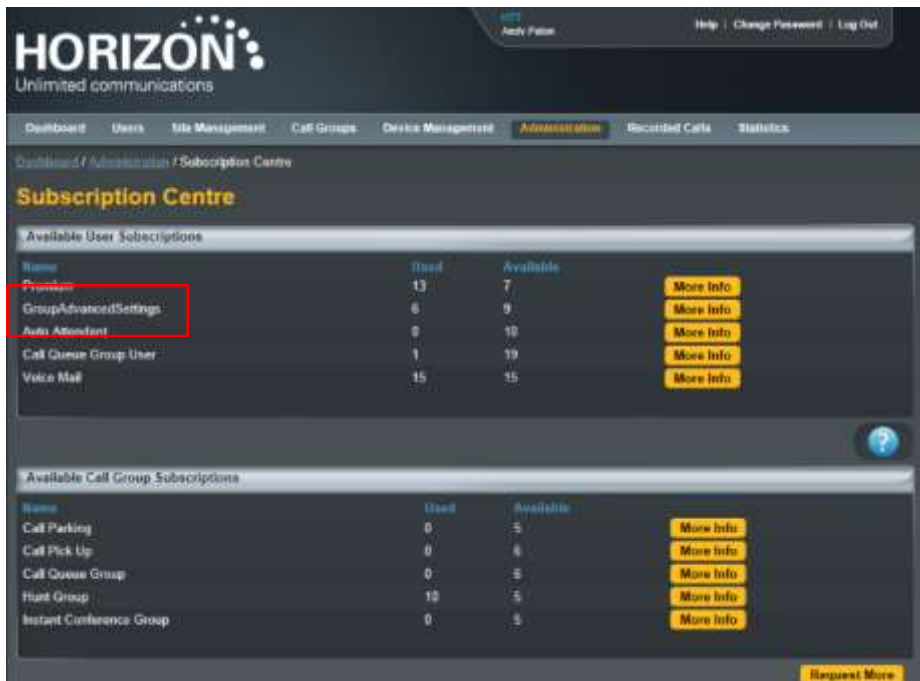 Andy Paton
Help | Change Password | Log Out
HORIZON
Unlimited communications
Dashboard Users Site Management Call Groups Device Management Administration Recorded Calls Statistics
Dashboard / Administration / Subscription Centre
Subscription Centre
Available User Subscriptions
Name Used Available
Premium 13 7 More Info
GroupAdvancedSettings 6 9 More Info
Auto Attendant 0 10 More Info
Call Queue Group User 1 19 More Info
Voice Mail 15 15 More Info
?
Available Call Group Subscriptions
Name Used Available
Call Parking 0 5 More Info
Call Pick Up 0 6 More Info
Call Queue Group 0 6 More Info
Hunt Group 10 5 More Info
Instant Conference Group 0 5 More Info
Request More